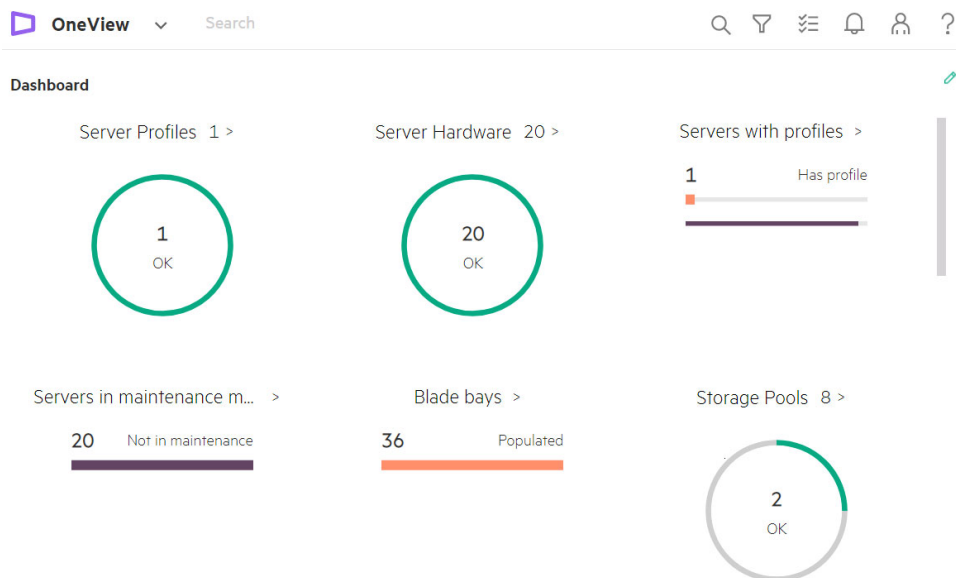 OneView Search
Dashboard
Server Profiles 1 >
Server Hardware 20 >
Servers with profiles >
1
OK
20
OK
1 Has profile
Servers in maintenance m... >
Blade bays >
Storage Pools 8 >
20 Not in maintenance
36 Populated
2
OK